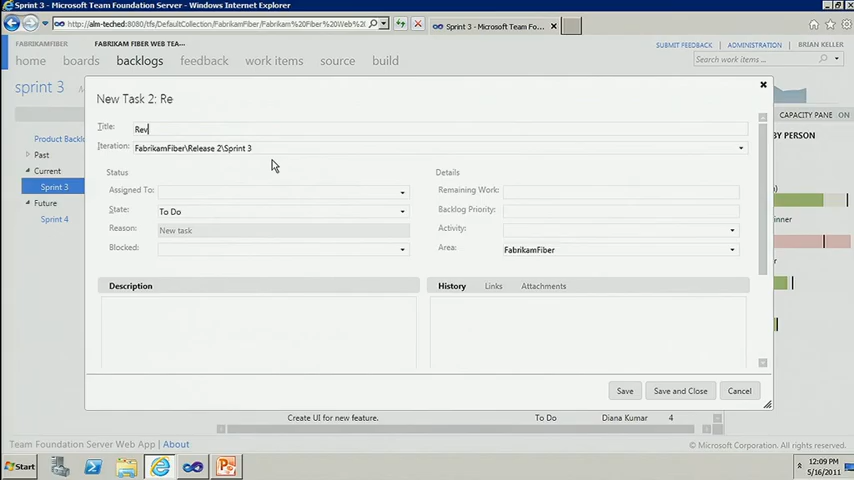 Sprint 3 - Microsoft Team Foundation Server - Windows Internet Explorer
http://alm-teched:8080/tfs/DefaultCollection/FabrikamFiber/Fabrikam%20Fiber%20Web%20
Sprint 3 - Microsoft Team Fo...
FABRIKAMFIBER
FABRIKAM FIBER WEB TEA
SUBMIT FEEDBACK
ADMINISTRATION
BRIAN KELLER
home boards backlogs feedback work items source build
Search work items
sprint 3
CAPACITY PANE ON
New Task 2: Re
Title: Rev
Iteration: FabrikamFiber\Release 2\Sprint 3
Product Backlo
Past
Current
Sprint 3
Future
Sprint 4
BY PERSON
Status
Details
Assigned To:
Remaining Work:
State: To Do
Backlog Priority:
Reason: New task
Activity:
Blocked:
Area: FabrikamFiber
inner
Description
History Links Attachments
Save Save and Close Cancel
Create UI for new feature. To Do Diana Kumar 4
Team Foundation Server Web App | About
© Microsoft Corporation. All rights reserved.
Start
12:09 PM
5/16/2011